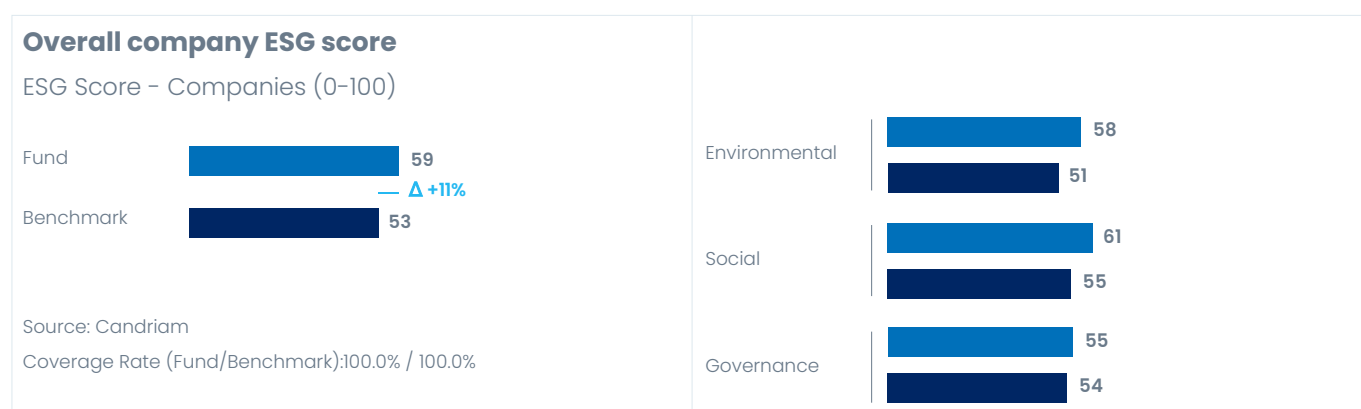 Overall company ESG score
ESG Score - Companies (0-100)
Fund
59
Δ +11%
Benchmark
53
Source: Candriam
Coverage Rate (Fund/Benchmark):100.0% / 100.0%
Environmental
58
51
Social
61
55
Governance
55
54